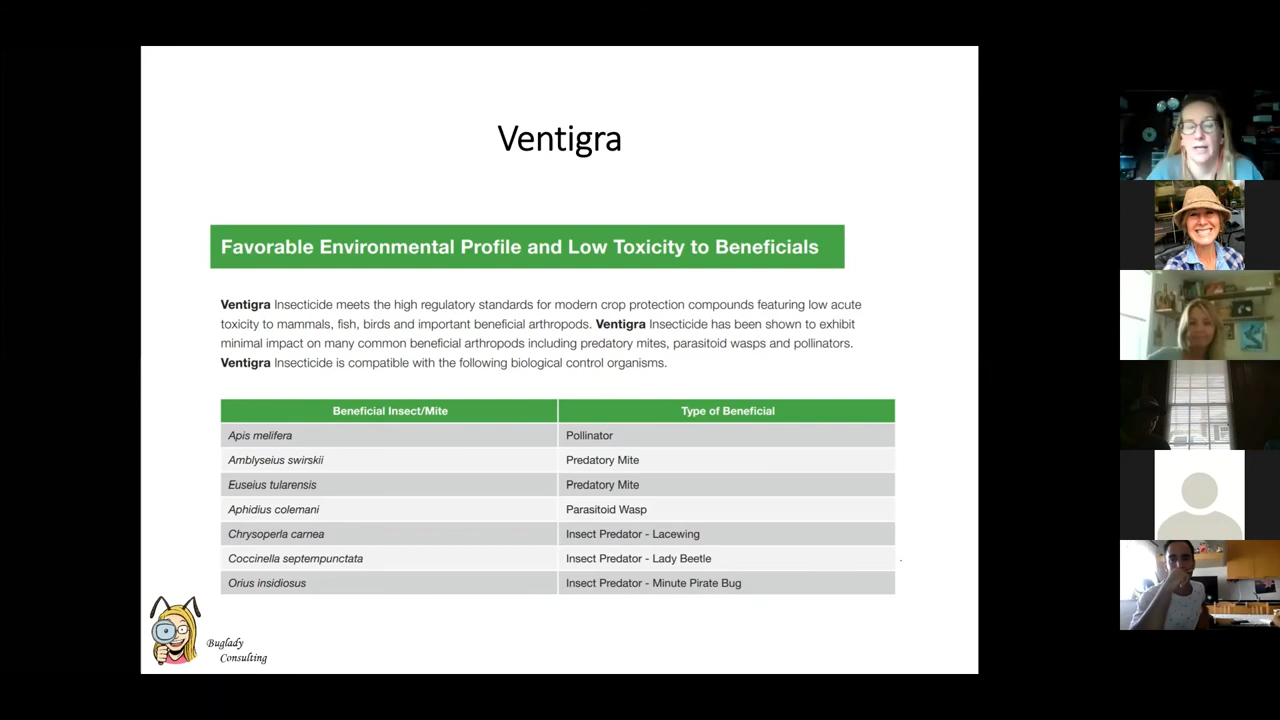 Ventigra
Favorable Environmental Profile and Low Toxicity to Beneficials
Ventigra Insecticide meets the high regulatory standards for modern crop protection compounds featuring low acute
toxicity to mammals, fish, birds and important beneficial arthropods. Ventigra Insecticide has been shown to exhibit
minimal impact on many common beneficial arthropods including predatory mites, parasitoid wasps and pollinators.
Ventigra Insecticide is compatible with the following biological control organisms.
Beneficial Insect/Mite Type of Beneficial
Apis melifera Pollinator
Amblyseius swirskii Predatory Mite
Euseius tularensis Predatory Mite
Aphidius colemani Parasitoid Wasp
Chrysoperla carnea Insect Predator - Lacewing
Coccinella septempunctata Insect Predator - Lady Beetle
Orius insidiosus Insect Predator - Minute Pirate Bug
Buglady
Consulting